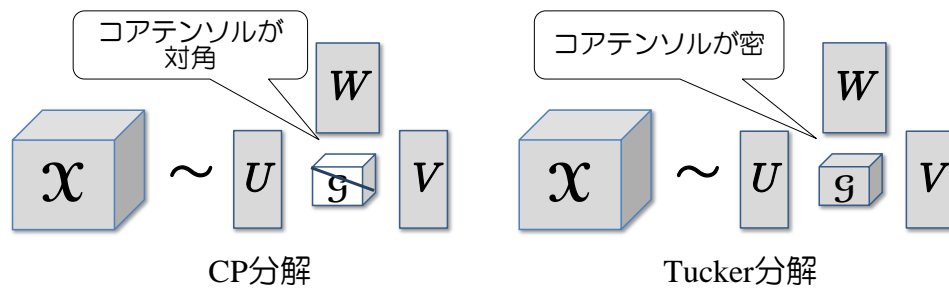 コアテンソルが
対角
W
X ～ U G V
CP分解
コアテンソルが密
W
X ～ U G V
Tucker分解